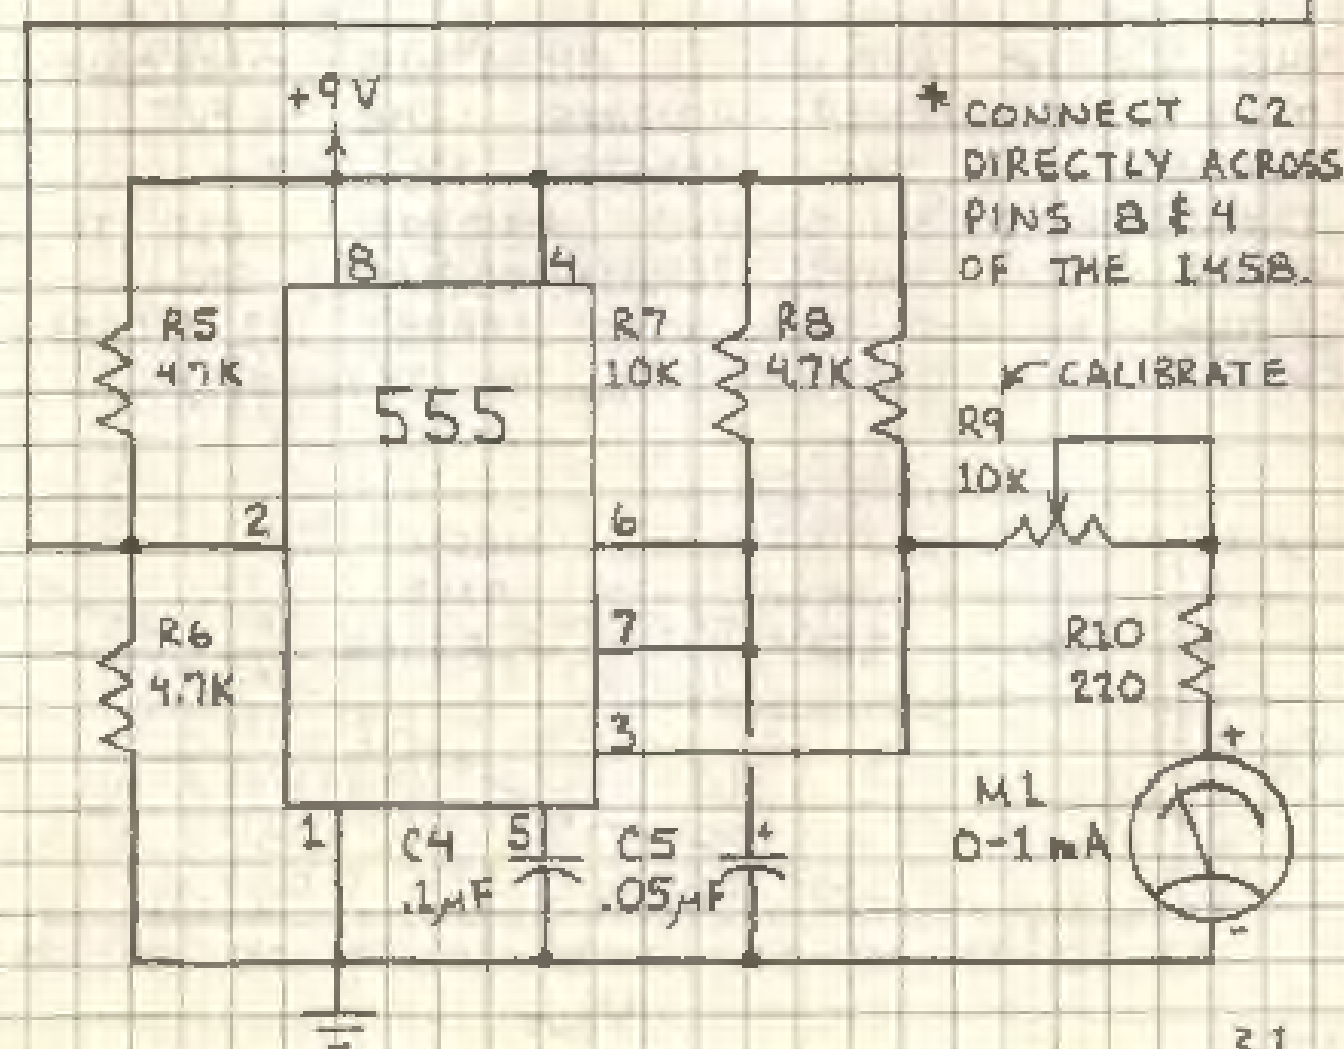 +9V
* CONNECT C2
DIRECTLY ACROSS
PINS 8 & 4
OF THE 1458.
8
4
R5
4.7K
R7
10K
R8
4.7K
CALIBRATE
555
R9
10K
2
6
R6
4.7K
7
R10
220
3
+
M1
0-1 mA
1
C4
.1µF
5
C5
.05µF
+
-